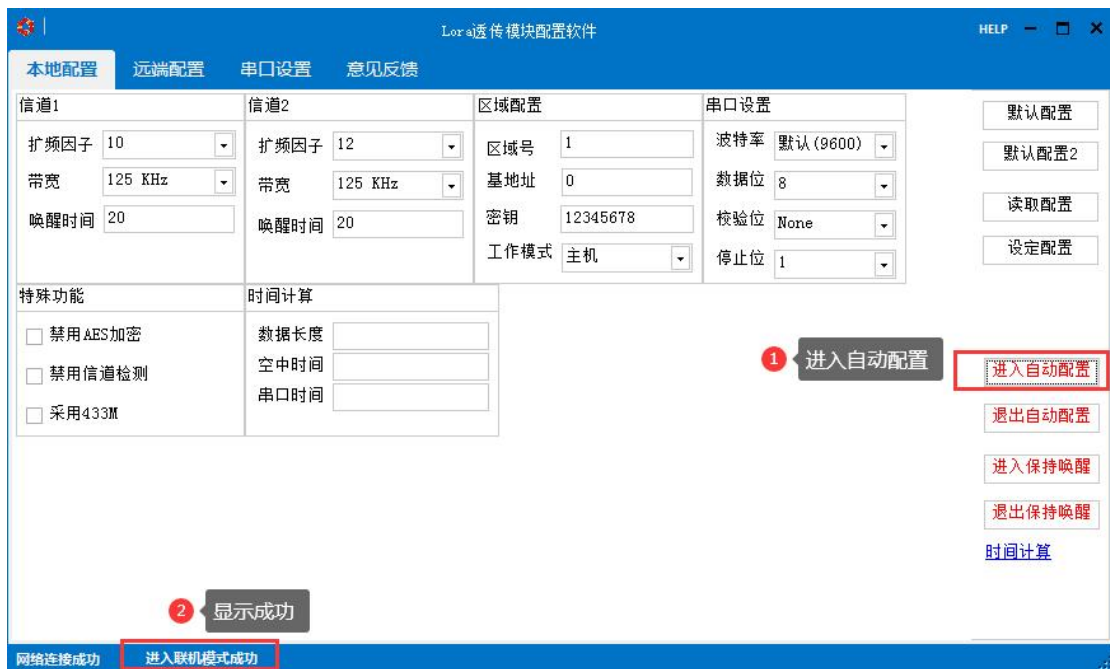 Lora透传模块配置软件
HELP
本地配置 远端配置 串口设置 意见反馈
信道1
扩频因子 10
带宽 125 KHz
唤醒时间 20
信道2
扩频因子 12
带宽 125 KHz
唤醒时间 20
区域配置
区域号 1
基地址 0
密钥 12345678
工作模式 主机
串口设置
波特率 默认(9600)
数据位 8
校验位 None
停止位 1
默认配置
默认配置2
读取配置
设定配置
特殊功能
禁用AES加密
禁用信道检测
采用433M
时间计算
数据长度
空中时间
串口时间
1 进入自动配置
进入自动配置
退出自动配置
进入保持唤醒
退出保持唤醒
时间计算
2 显示成功
网络连接成功 进入联机模式成功